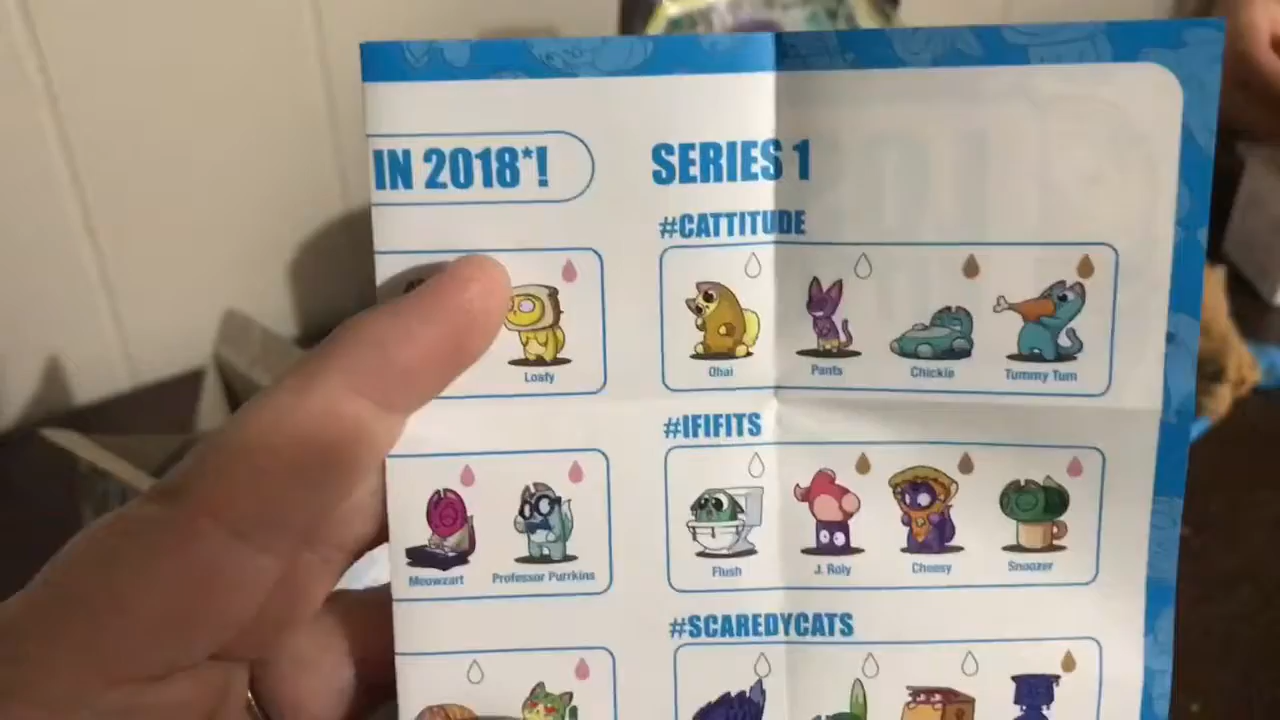 IN 2018*!
SERIES 1
#CATTITUDE
Loafy
Ohai
Pants
Chickie
Tummy Tum
#IFIFITS
Meowzart
Professor Purrkins
Flush
J. Roly
Cheesy
Snoozer
#SCAREDYCATS